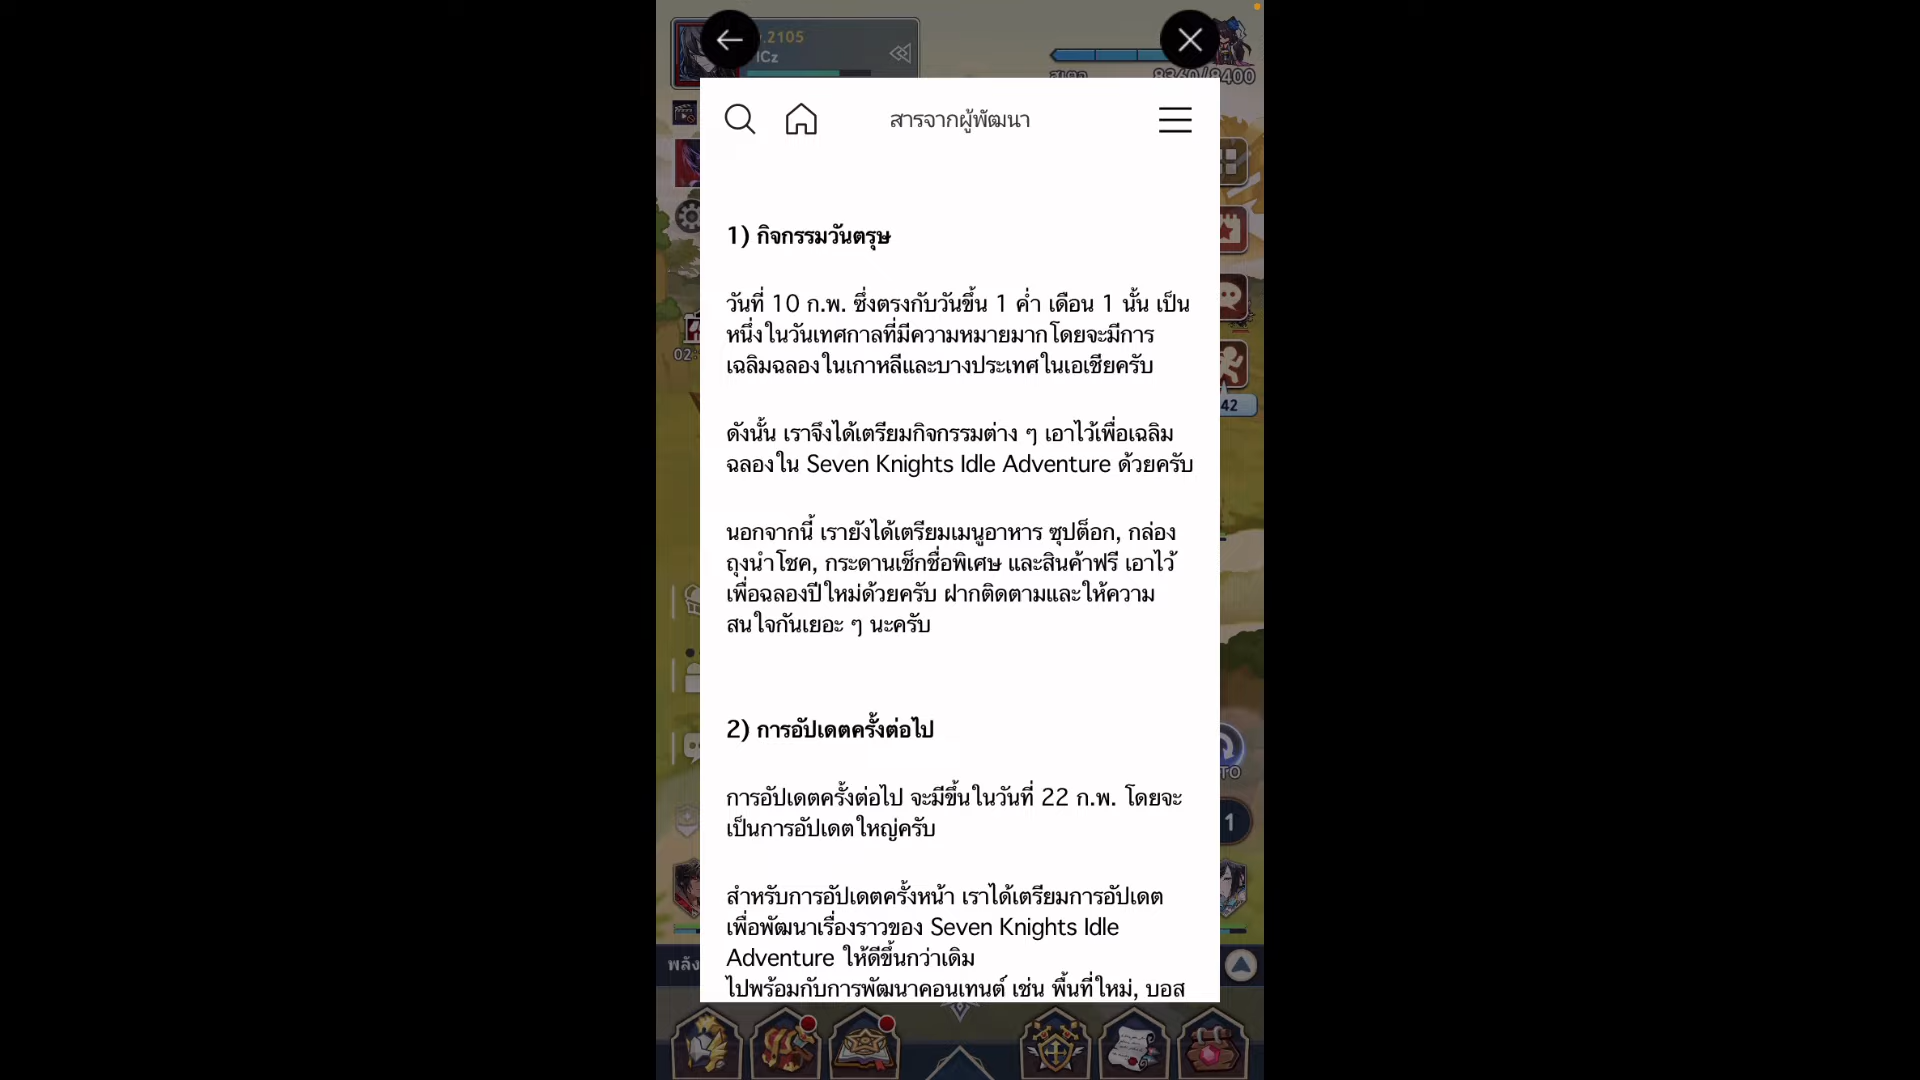 .2105
ICz
8360/8400
สารจากผู้พัฒนา
1) กิจกรรมวันตรุษ
วันที่ 10 ก.พ. ซึ่งตรงกับวันขึ้น 1 ค่ำ เดือน 1 นั้น เป็น
หนึ่งในวันเทศกาลที่มีความหมายมากโดยจะมีการ
เฉลิมฉลองในเกาหลีและบางประเทศในเอเชียครับ
ดังนั้น เราจึงได้เตรียมกิจกรรมต่าง ๆ เอาไว้เพื่อเฉลิม
ฉลองใน Seven Knights Idle Adventure ด้วยครับ
นอกจากนี้ เรายังได้เตรียมเมนูอาหาร ซุปต็อก, กล่อง
ถุงนำโชค, กระดานเช็กชื่อพิเศษ และสินค้าฟรี เอาไว้
เพื่อฉลองปีใหม่ด้วยครับ ฝากติดตามและให้ความ
สนใจกันเยอะ ๆ นะครับ
2) การอัปเดตครั้งต่อไป
การอัปเดตครั้งต่อไป จะมีขึ้นในวันที่ 22 ก.พ. โดยจะ
เป็นการอัปเดตใหญ่ครับ
สำหรับการอัปเดตครั้งหน้า เราได้เตรียมการอัปเดต
เพื่อพัฒนาเรื่องราวของ Seven Knights Idle
Adventure ให้ดีขึ้นกว่าเดิม
ไปพร้อมกับการพัฒนาคอนเทนต์ เช่น พื้นที่ใหม่, บอส
02:
42
TO
1
พลัง